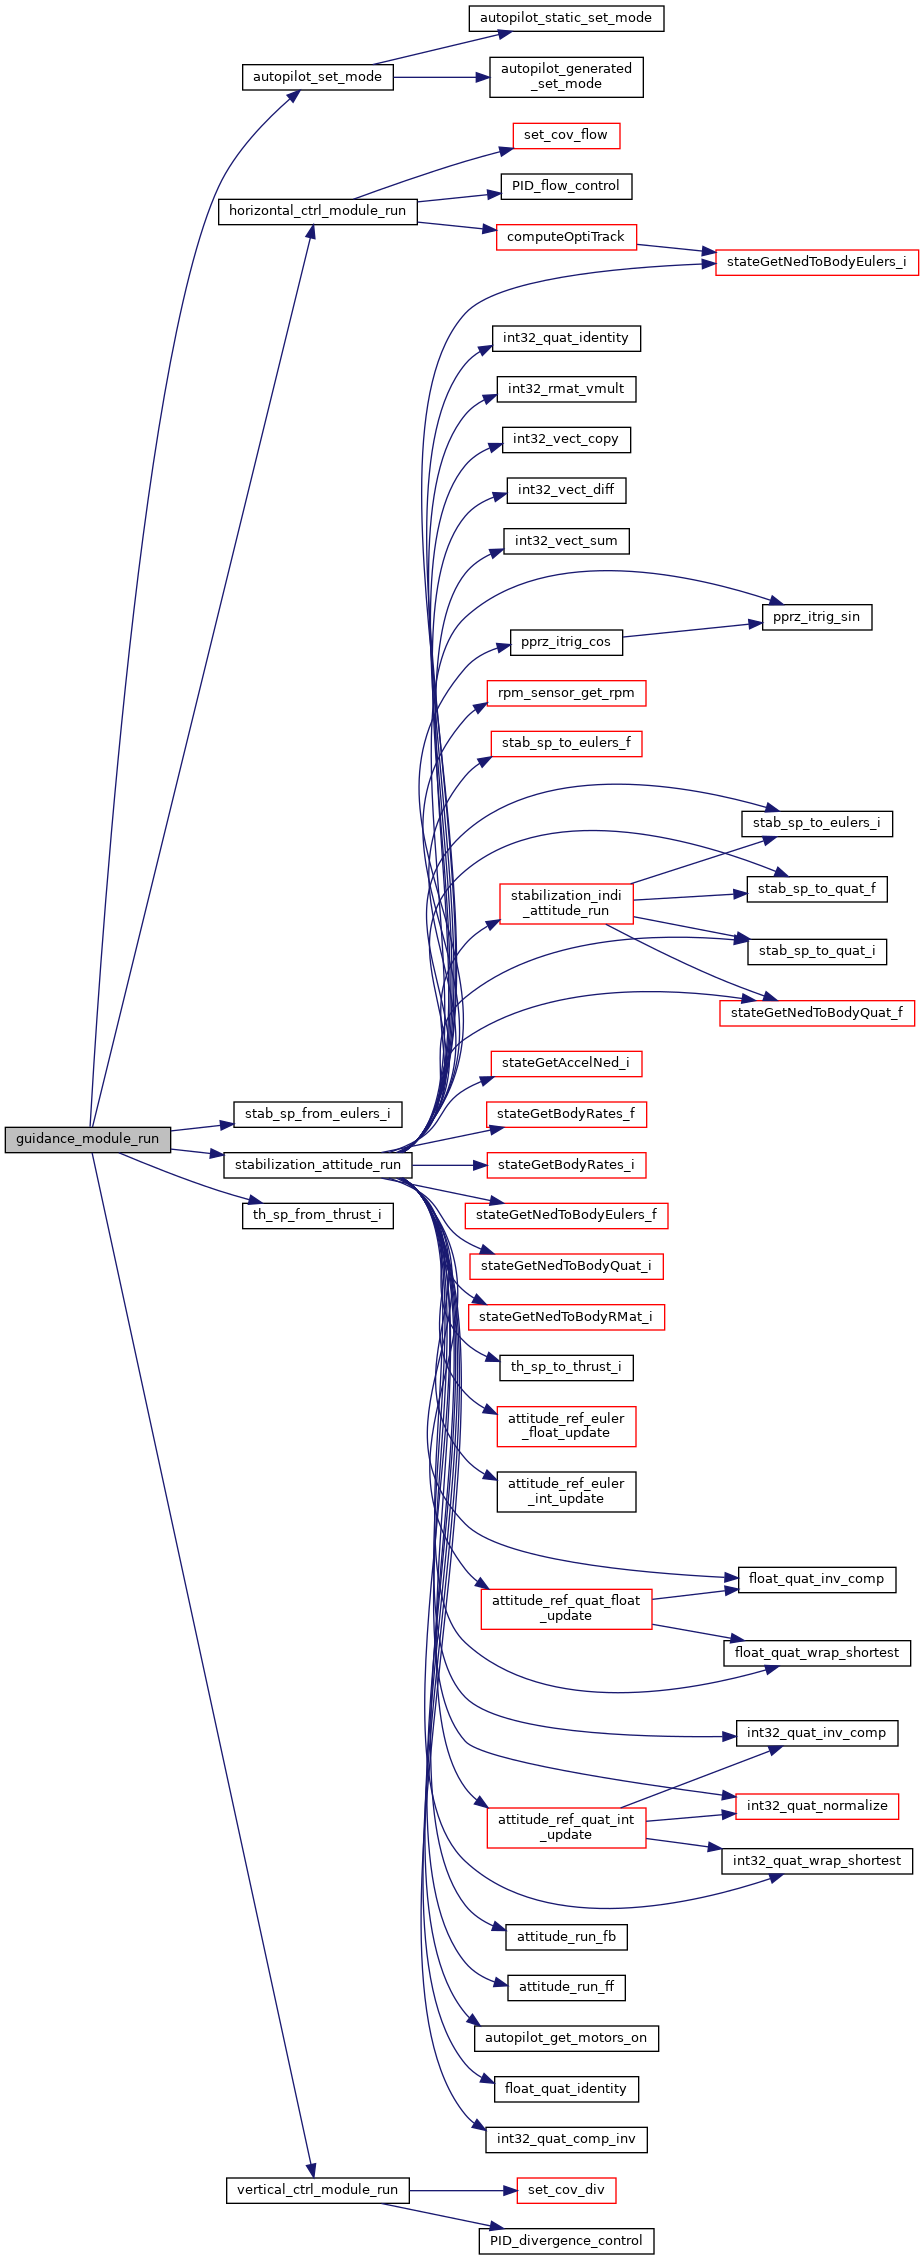 autopilot_static_set_mode
autopilot_set_mode
autopilot_generated
_set_mode
set_cov_flow
PID_flow_control
horizontal_ctrl_module_run
computeOptiTrack
stateGetNedToBodyEulers_i
int32_quat_identity
int32_rmat_vmult
int32_vect_copy
int32_vect_diff
int32_vect_sum
pprz_itrig_sin
pprz_itrig_cos
rpm_sensor_get_rpm
stab_sp_to_eulers_f
stab_sp_to_eulers_i
stabilization_indi
_attitude_run
stab_sp_to_quat_f
stab_sp_to_quat_i
stateGetNedToBodyQuat_f
stateGetAccelNed_i
stab_sp_from_eulers_i
stateGetBodyRates_f
guidance_module_run
stabilization_attitude_run
stateGetBodyRates_i
th_sp_from_thrust_i
stateGetNedToBodyEulers_f
stateGetNedToBodyQuat_i
stateGetNedToBodyRMat_i
th_sp_to_thrust_i
attitude_ref_euler
_float_update
attitude_ref_euler
_int_update
float_quat_inv_comp
attitude_ref_quat_float
_update
float_quat_wrap_shortest
int32_quat_inv_comp
int32_quat_normalize
attitude_ref_quat_int
_update
int32_quat_wrap_shortest
attitude_run_fb
attitude_run_ff
autopilot_get_motors_on
float_quat_identity
int32_quat_comp_inv
vertical_ctrl_module_run
set_cov_div
PID_divergence_control